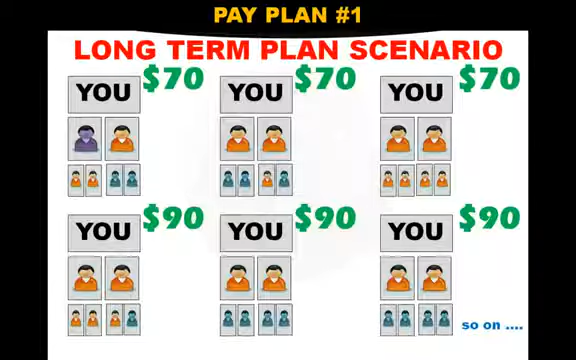 PAY PLAN #1
LONG TERM PLAN SCENARIO
YOU $70 YOU $70 YOU $70
YOU $90 YOU $90 YOU $90
so on ....